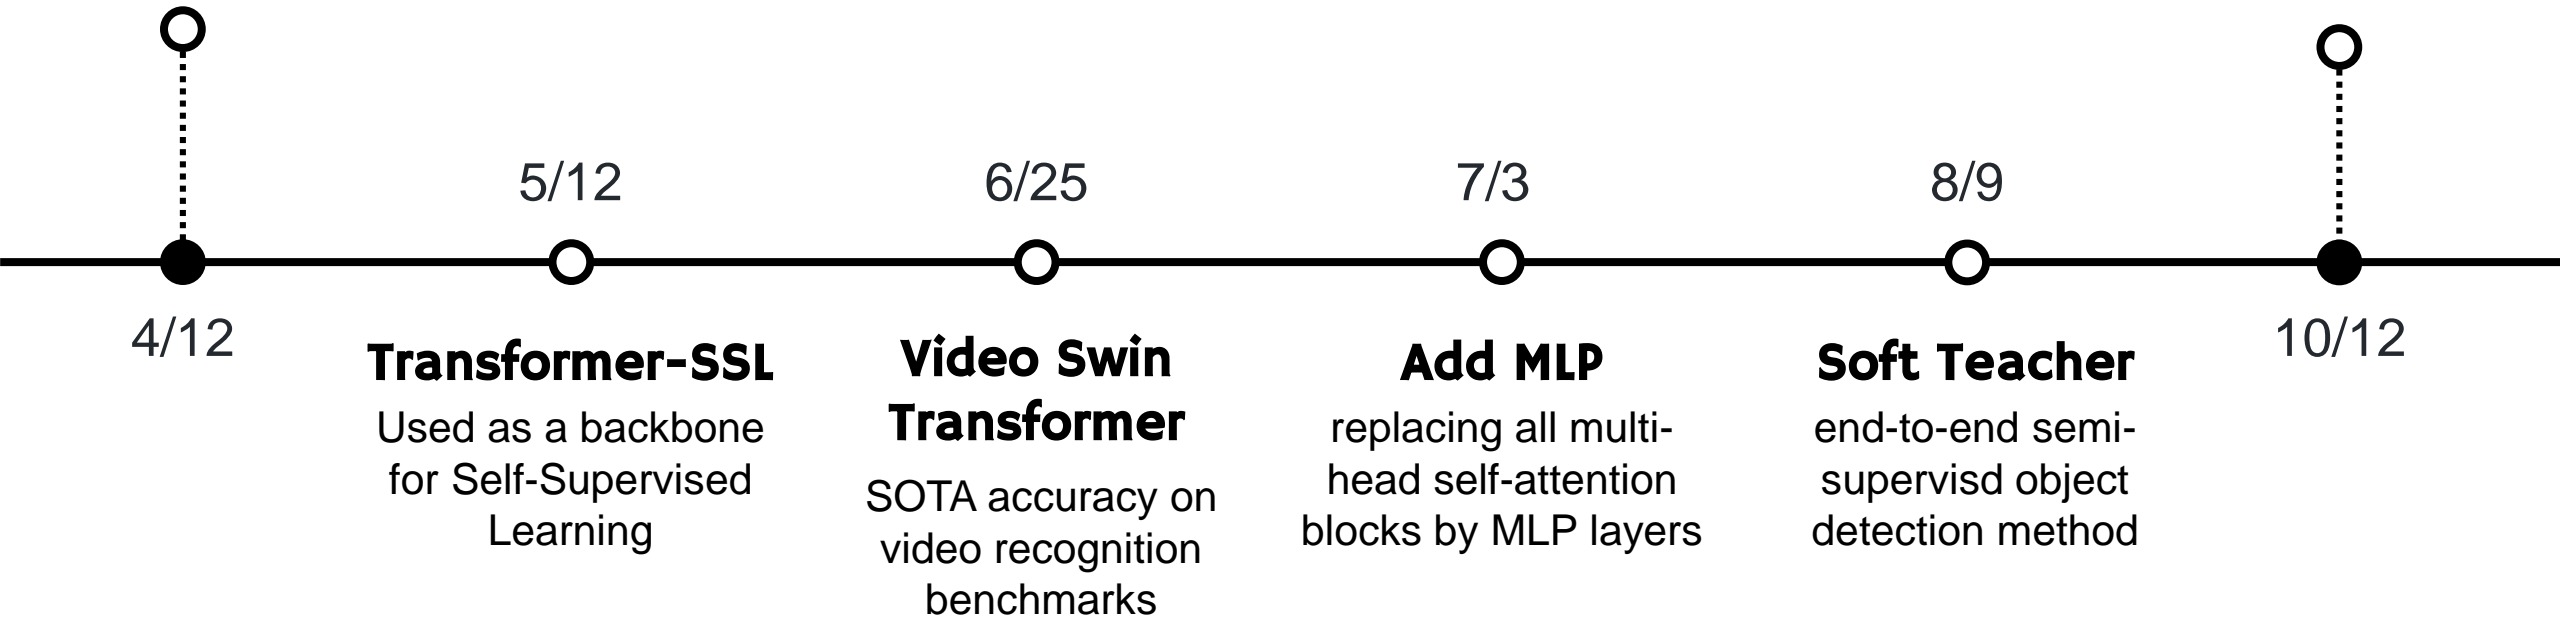 5/12
6/25
7/3
8/9
4/12
10/12
Transformer-SSL
Used as a backbone
for Self-Supervised
Learning
Video Swin
Transformer
SOTA accuracy on
video recognition
benchmarks
Add MLP
replacing all multi-
head self-attention
blocks by MLP layers
Soft Teacher
end-to-end semi-
supervisd object
detection method